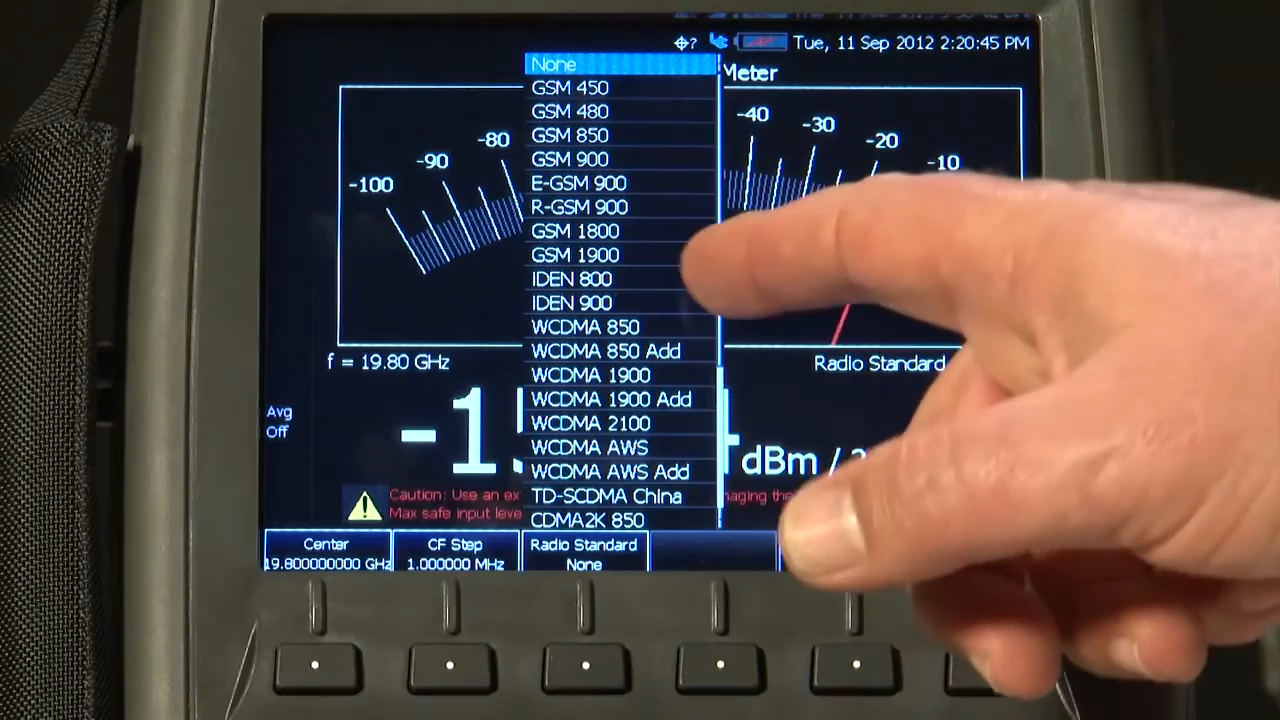 Tue, 11 Sep 2012 2:20:45 PM
Meter
None
GSM 450
GSM 480
GSM 850
GSM 900
E-GSM 900
R-GSM 900
GSM 1800
GSM 1900
IDEN 800
IDEN 900
WCDMA 850
WCDMA 850 Add
WCDMA 1900
WCDMA 1900 Add
WCDMA 2100
WCDMA AWS
WCDMA AWS Add
TD-SCDMA China
CDMA2K 850
-100
-90
-80
-40
-30
-20
-10
f = 19.80 GHz
Radio Standard
Avg
Off
-1
dBm /
Caution: Use an
Max safe input
the
Center
19.800000000 GHz
CF Step
1.000000 MHz
Radio Standard
None